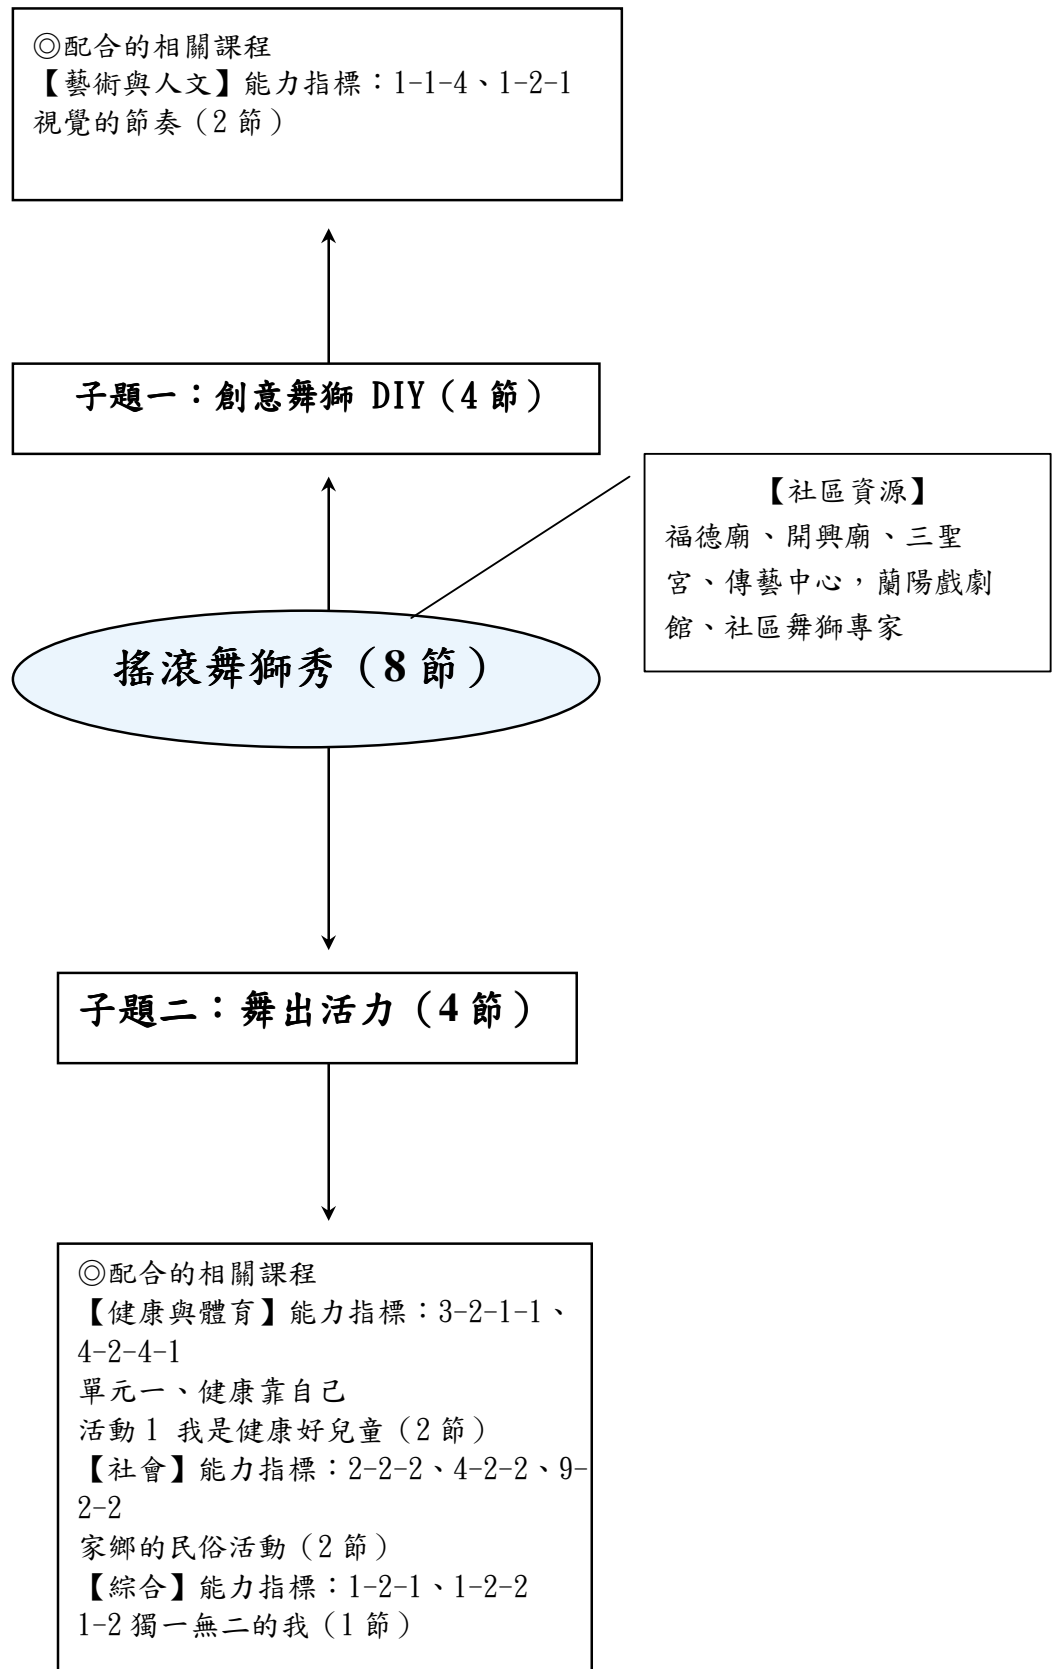 ◎配合的相關課程
【藝術與人文】能力指標：1-1-4、1-2-1
視覺的節奏（2 節）
子題一：創意舞獅 DIY（4 節）
【社區資源】
福德廟、開興廟、三聖
宮、傳藝中心，蘭陽戲劇
館、社區舞獅專家
搖滾舞獅秀（8 節）
子題二：舞出活力（4 節）
◎配合的相關課程
【健康與體育】能力指標：3-2-1-1、
4-2-4-1
單元一、健康靠自己
活動 1 我是健康好兒童（2 節）
【社會】能力指標：2-2-2、4-2-2、9-
2-2
家鄉的民俗活動（2 節）
【綜合】能力指標：1-2-1、1-2-2
1-2 獨一無二的我（1 節）